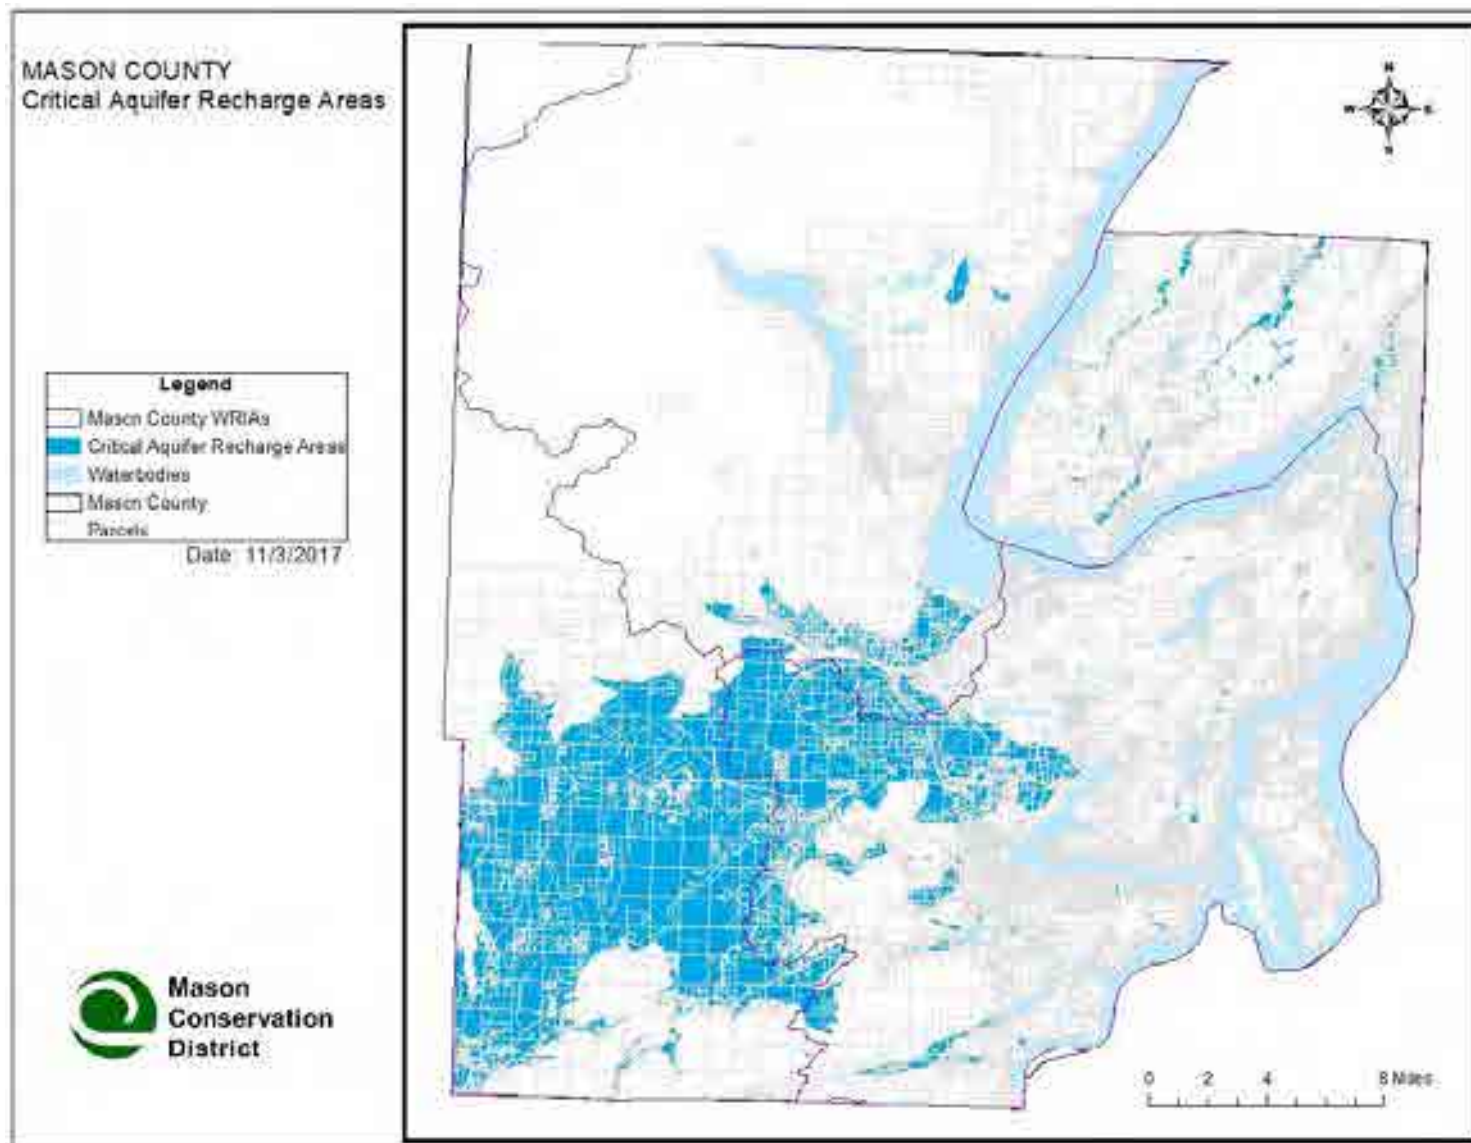 MASON COUNTY
Critical Aquifer Recharge Areas
Legend
Mason County WRIAs
Critical Aquifer Recharge Areas
Waterbodies
Mason County
Parcels
Date: 11/3/2017
Mason
Conservation
District
N
W E
S
0 2 4 8 Miles